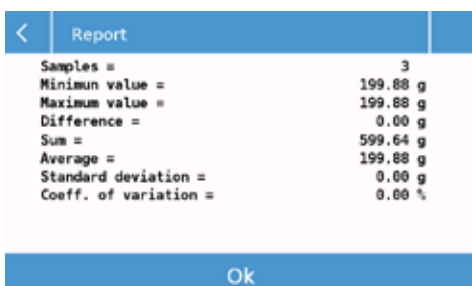 Report
Samples = 3
Minimun value = 199.88 g
Maximum value = 199.88 g
Difference = 0.00 g
Sum = 599.64 g
Average = 199.88 g
Standard deviation = 0.00 g
Coeff. of variation = 0.00 %
Ok